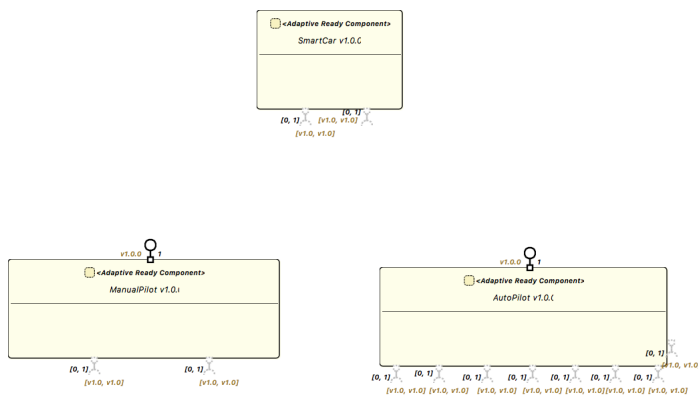 <Adaptive Ready Component>
SmartCar v1.0.0
[0, 1]
[0, 1]
[v1.0, v1.0]
[v1.0, v1.0]
v1.0.0
1
<Adaptive Ready Component>
ManualPilot v1.0.
[0, 1]
[0, 1]
[v1.0, v1.0]
[v1.0, v1.0]
v1.0.0
1
<Adaptive Ready Component>
AutoPilot v1.0.
[0, 1]
[v1.0, v1.0
[0, 1]
[0, 1]
[0, 1]
[0, 1]
[0, 1]
[0, 1]
[0, 1]
[v1.0, v1.0]
[v1.0, v1.0]
[v1.0, v1.0]
[v1.0, v1.0]
[v1.0, v1.0]
[v1.0, v1.0]
[v1.0, v1.0]